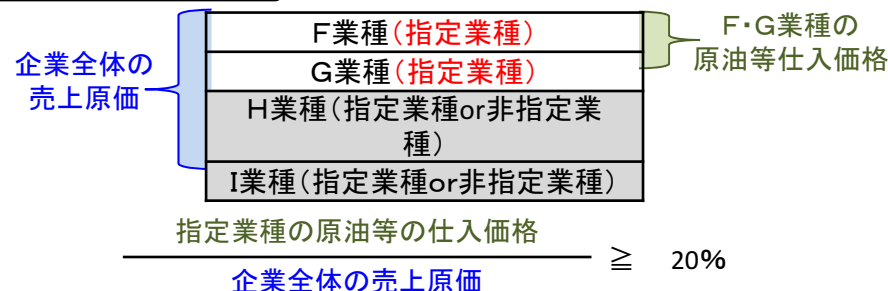 F業種(指定業種)
G業種(指定業種)
H業種(指定業種or非指定業
種)
I業種(指定業種or非指定業種)
企業全体の
売上原価
F・G業種の
原油等仕入価格
指定業種の原油等の仕入価格
企業全体の売上原価
≧ 20%